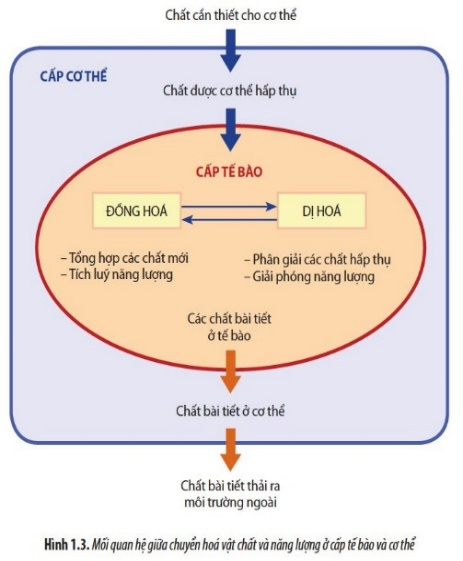 Chất cần thiết cho cơ thể
CẤP CƠ THỂ
Chất được cơ thể hấp thụ
CẤP TẾ BÀO
ĐỒNG HOÁ
DỊ HOÁ
– Tổng hợp các chất mới
– Tích luỹ năng lượng
– Phân giải các chất hấp thụ
– Giải phóng năng lượng
Các chất bài tiết
ở tế bào
Chất bài tiết ở cơ thể
Chất bài tiết thải ra
môi trường ngoài
Hình 1.3. Mối quan hệ giữa chuyển hoá vật chất và năng lượng ở cấp tế bào và cơ thể